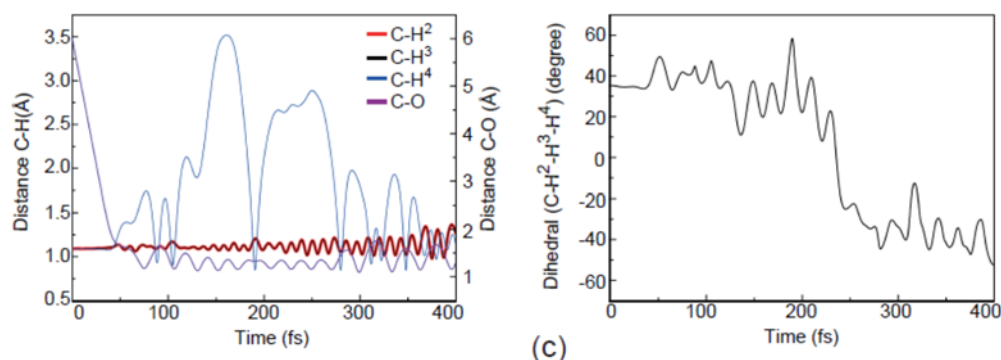 3.5
3.0
2.5
2.0
1.5
1.0
0.5
Distance C-H(Å)
C-H²
C-H³
C-H⁴
C-O
6
5
4
3
2
1
Distance C-O (Å)
0 100 200 300 400
Time (fs)
60
40
20
0
-20
-40
-60
Dihedral (C-H²-H³-H⁴) (degree)
0 100 200 300 400
Time (fs)
(c)